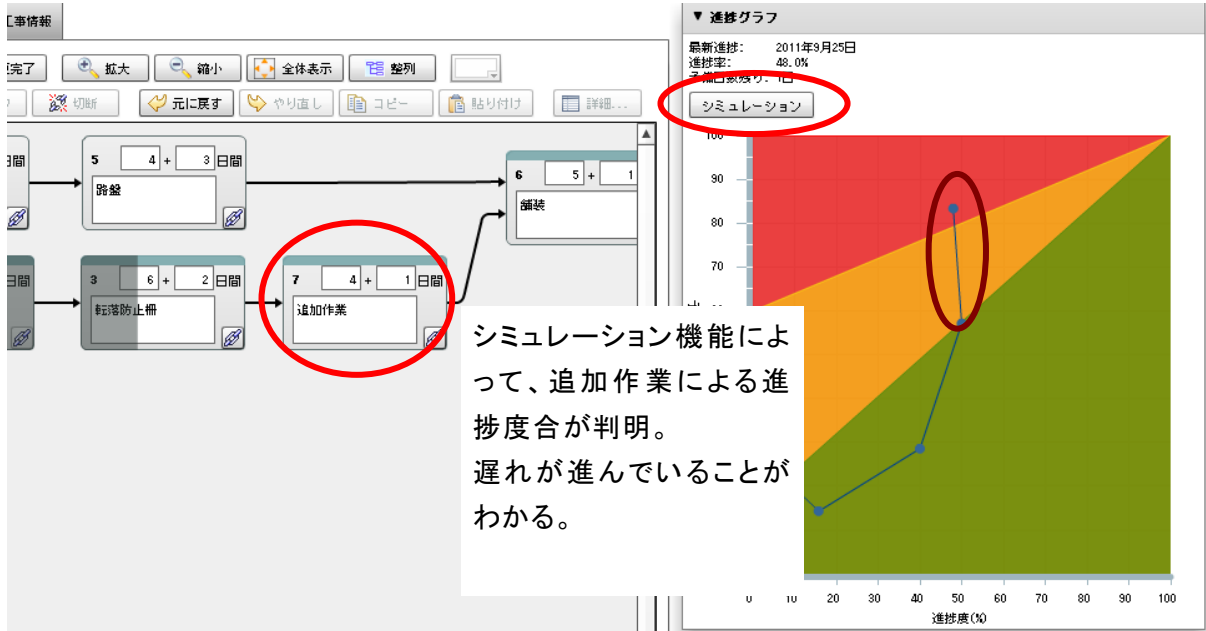 工事情報
完了
拡大
縮小
全体表示
整列
切断
元に戻す
やり直し
コピー
貼り付け
詳細...
日間
5 4 + 3 日間
路盤
6 5 + 1
舗装
日間
3 6 + 2 日間
転落防止柵
7 4 + 1 日間
追加作業
シミュレーション機能によ
って、追加作業による進
捗度合が判明。
遅れが進んでいることが
わかる。
▼ 進捗グラフ
最新進捗: 2011年9月25日
進捗率: 48.0%
予備日数残り: 1日
シミュレーション
100
90
80
70
0 10 20 30 40 50 60 70 80 90 100
進捗度(%)